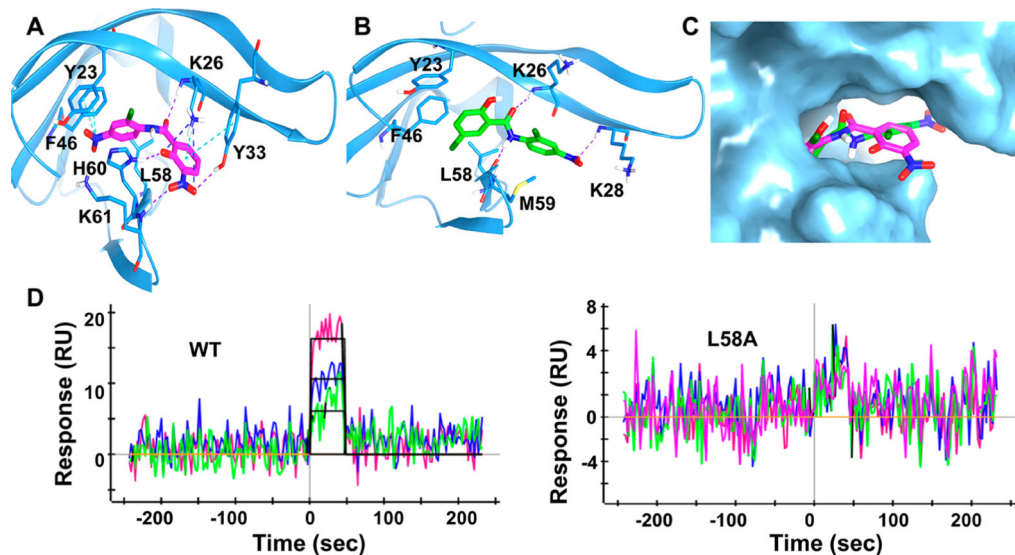 A
Y23
K26
F46
H60
L58
Y33
K61
B
Y23
K26
F46
L58
M59
K28
C
D
Response (RU)
20
10
0
WT
-200
-100
0
100
200
Time (sec)
Response (RU)
8
4
0
-4
L58A
-200
-100
0
100
200
Time (sec)